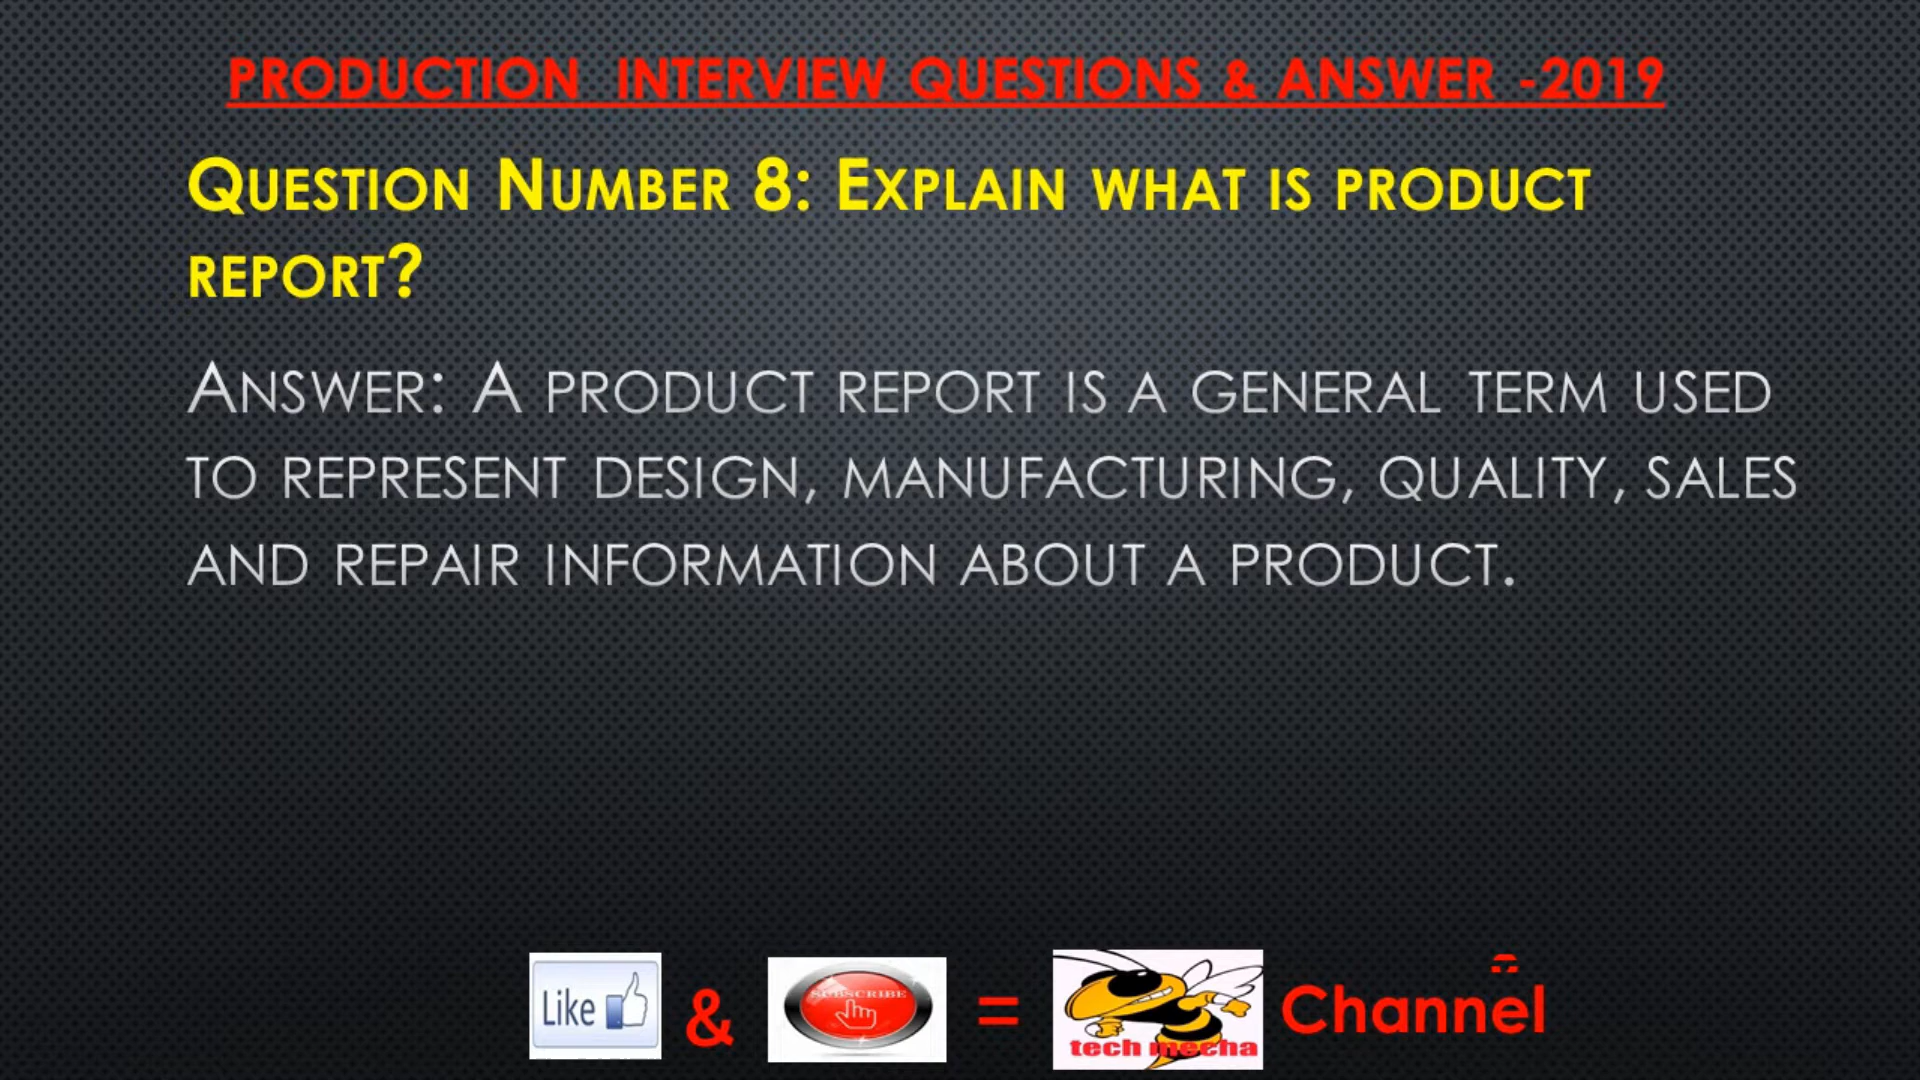 PRODUCTION INTERVIEW QUESTIONS & ANSWER -2019
QUESTION NUMBER 8: EXPLAIN WHAT IS PRODUCT
REPORT?
ANSWER: A PRODUCT REPORT IS A GENERAL TERM USED
TO REPRESENT DESIGN, MANUFACTURING, QUALITY, SALES
AND REPAIR INFORMATION ABOUT A PRODUCT.
Like & SUBSCRIBE = tech mecha Channel